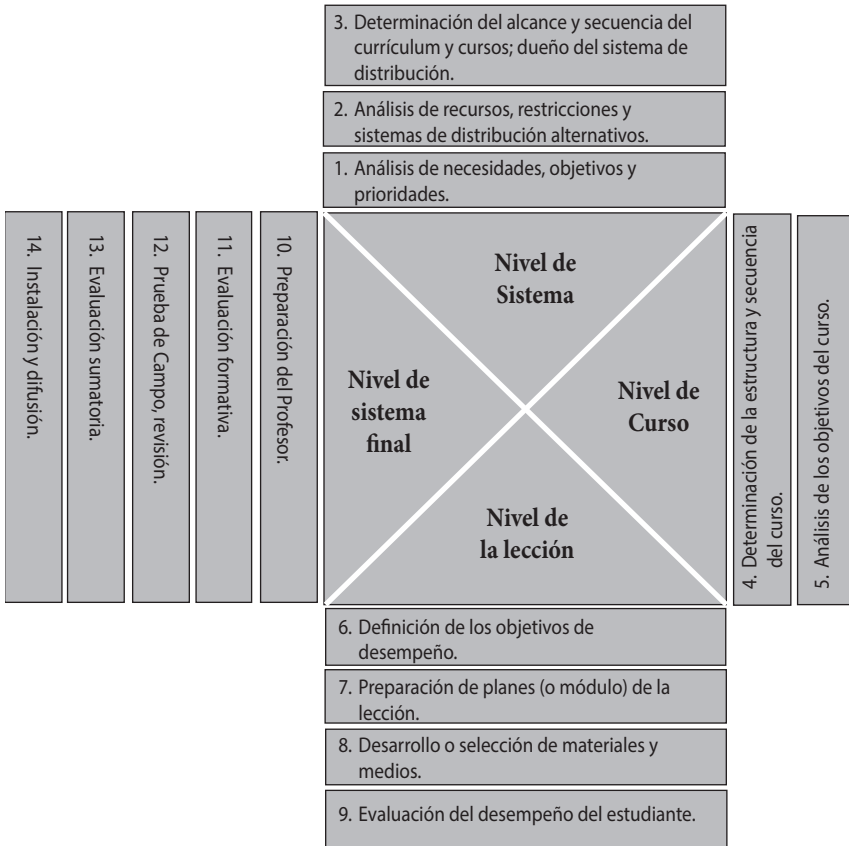 3. Determinación del alcance y secuencia del
currículum y cursos; dueño del sistema de
distribución.
2. Análisis de recursos, restricciones y
sistemas de distribución alternativos.
1. Análisis de necesidades, objetivos y
prioridades.
14. Instalación y difusión.
13. Evaluación sumatoria.
12. Prueba de Campo, revisión.
11. Evaluación formativa.
10. Preparación del Profesor.
Nivel de
Sistema
Nivel de
sistema
final
Nivel de
Curso
Nivel de
la lección
4. Determinación de la estructura y secuencia
del curso.
5. Análisis de los objetivos del curso.
6. Definición de los objetivos de
desempeño.
7. Preparación de planes (o módulo) de la
lección.
8. Desarrollo o selección de materiales y
medios.
9. Evaluación del desempeño del estudiante.